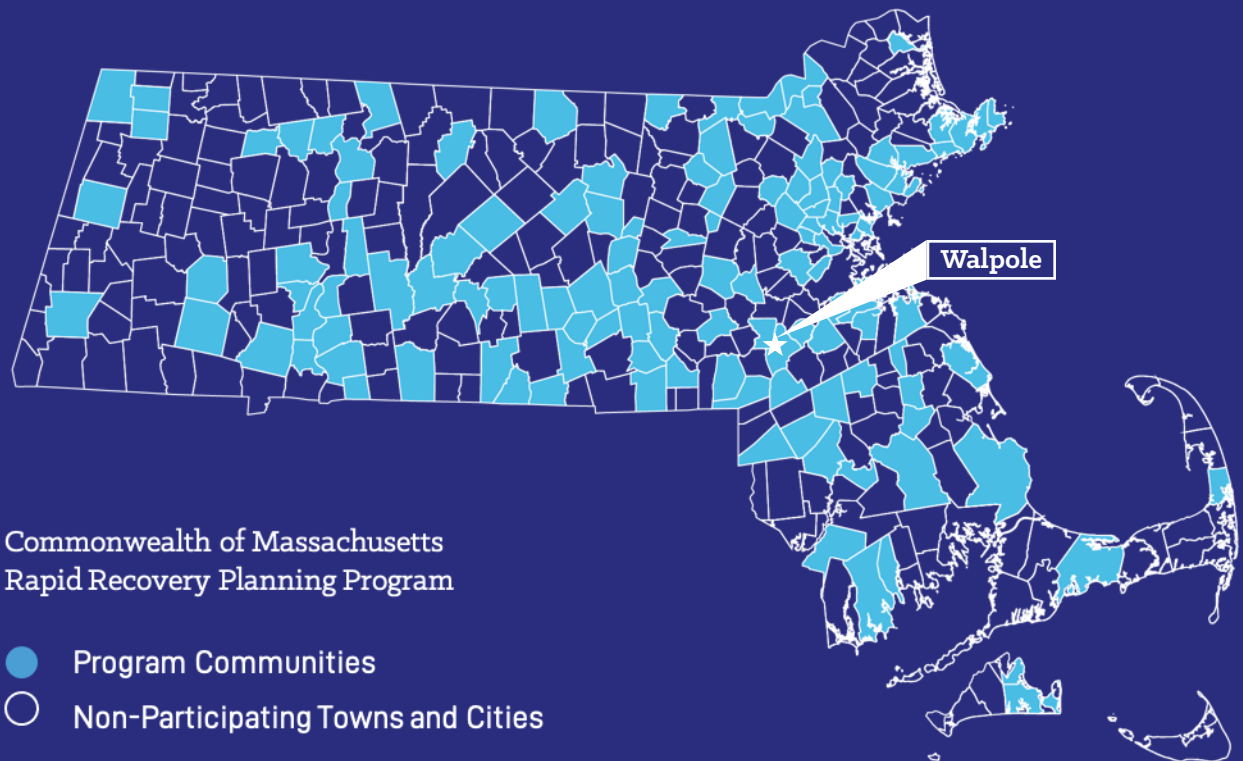 Walpole
Commonwealth of Massachusetts
Rapid Recovery Planning Program
Program Communities
Non-Participating Towns and Cities